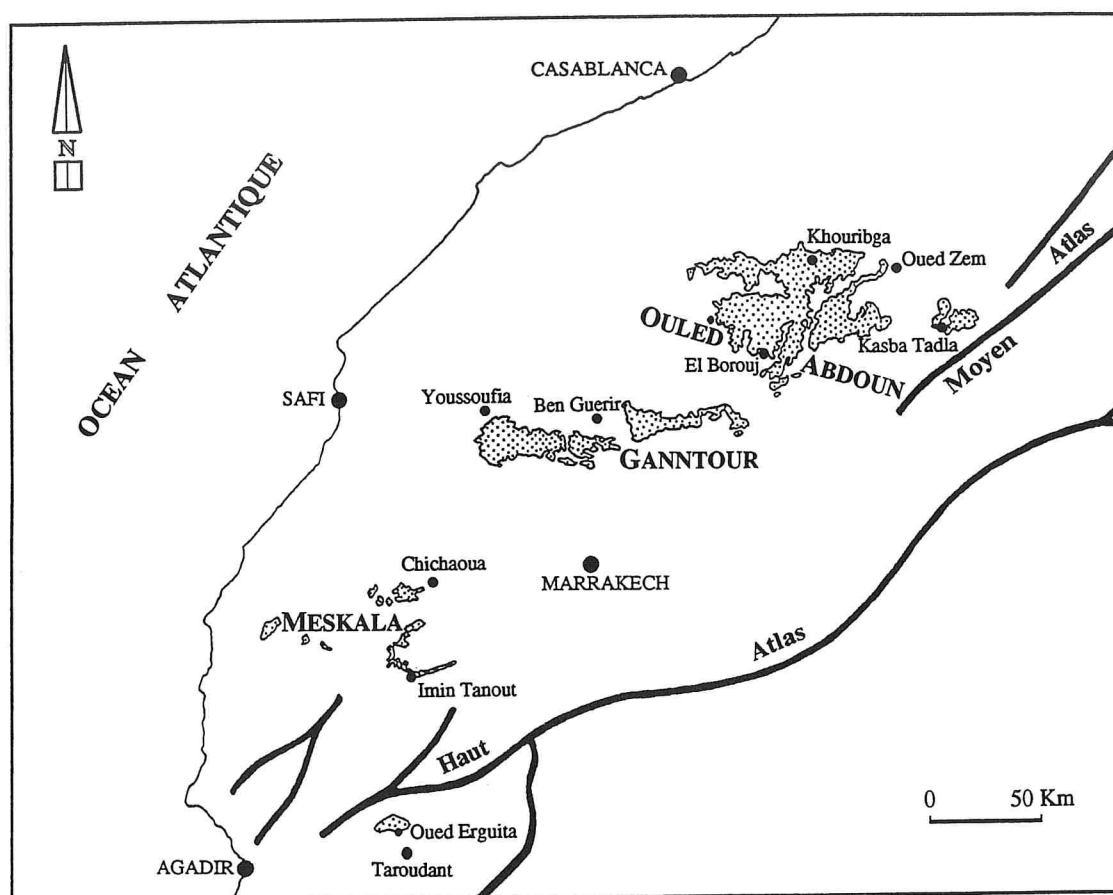 CASABLANCA
N
OCEAN ATLANTIQUE
Khouribga
Oued Zem
Atlas
OULED
ABDOUN
Kasba Tadla
El Borouj
Moyen
SAFI
Youssoufia
Ben Guerir
GANNTOUR
Chichaoua
MARRAKECH
MESKALA
Atlas
Imin Tanout
Haut
0 50 Km
Oued Erguita
AGADIR
Taroudant